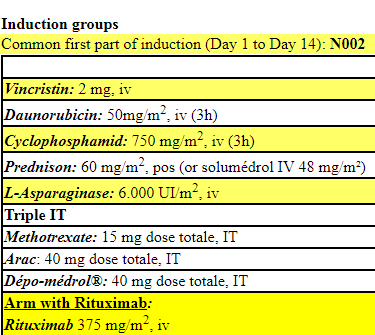 Induction groups
Common first part of induction (Day 1 to Day 14): N002
Vincristin: 2 mg, iv
Daunorubicin: 50mg/m², iv (3h)
Cyclophosphamid: 750 mg/m², iv (3h)
Prednison: 60 mg/m², pos (or solumédrol IV 48 mg/m²)
L-Asparaginase: 6.000 UI/m², iv
Triple IT
Methotrexate: 15 mg dose totale, IT
Arac: 40 mg dose totale, IT
Dépo-médrol®: 40 mg dose totale, IT
Arm with Rituximab:
Rituximab 375 mg/m², iv